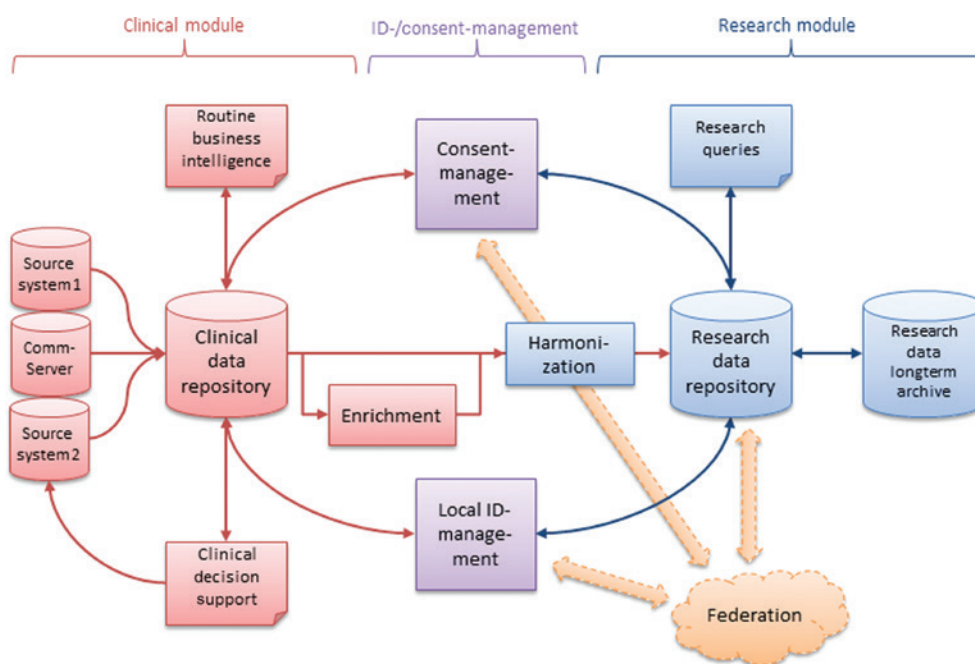 Clinical module
ID-/consent-management
Research module
Routine
business
intelligence
Consent-
manage-
ment
Research
queries
Source
system1
Comm-
Server
Source
system2
Clinical
data
repository
Enrichment
Harmoni-
zation
Research
data
repository
Research
data
longterm
archive
Clinical
decision
support
Local ID-
manage-
ment
Federation